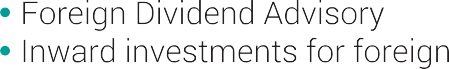 • Foreign Dividend Advisory
• Inward investments for foreign